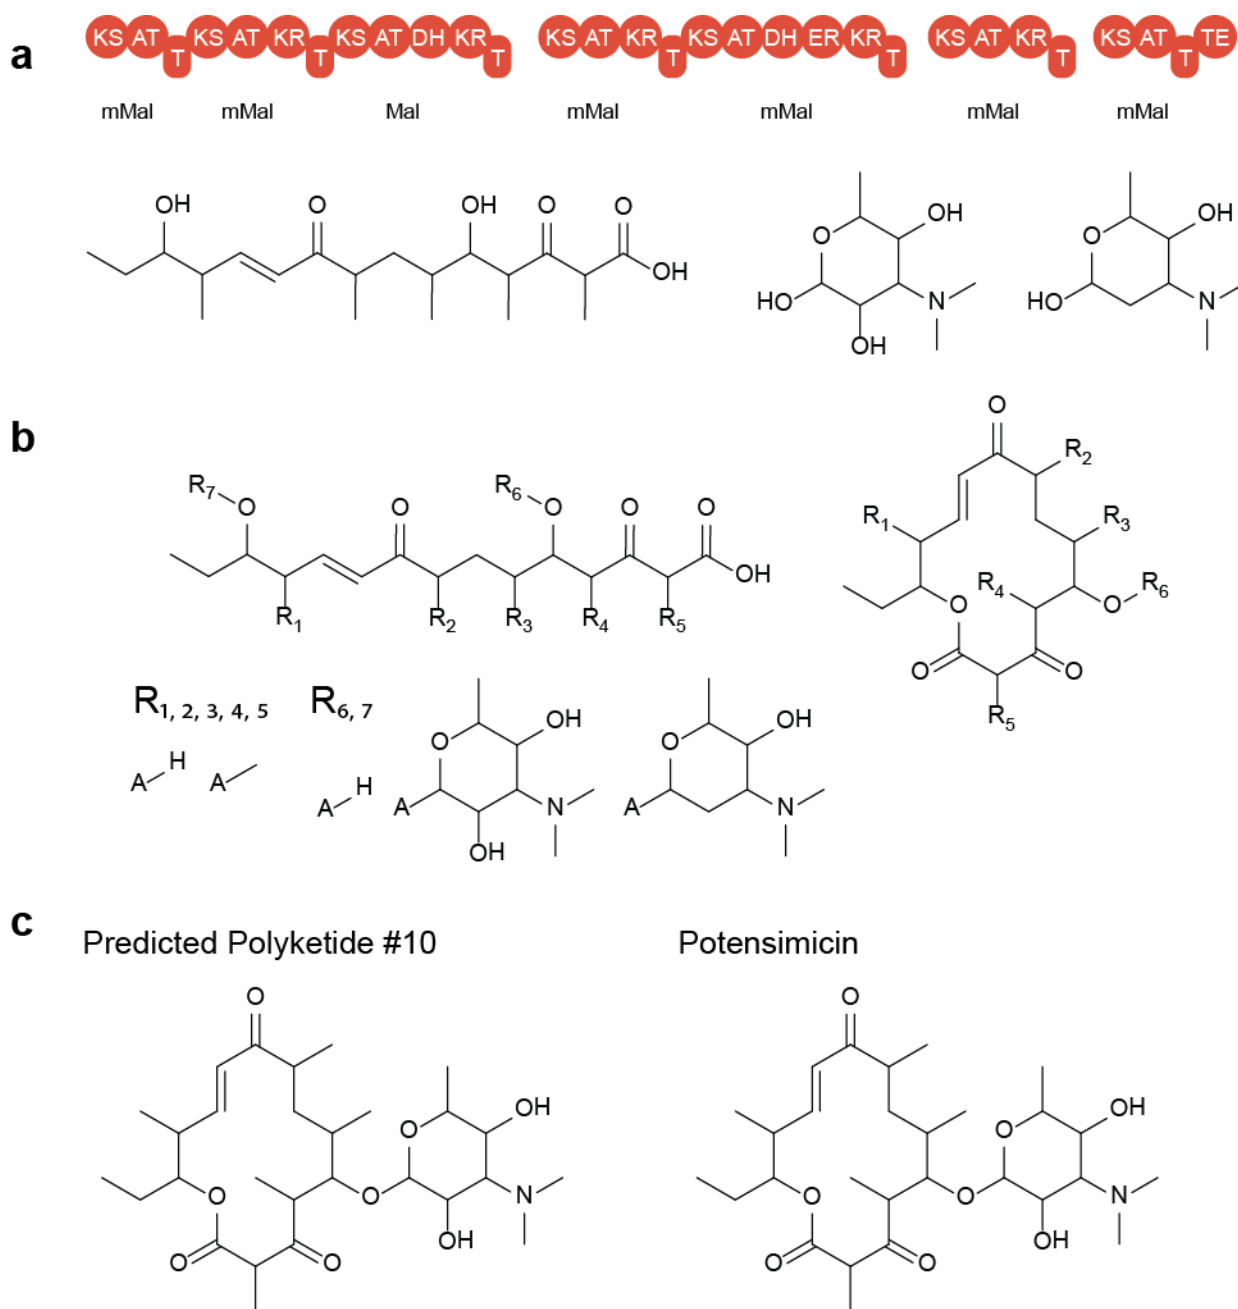 a
KS AT T KS AT KR T KS AT DH KR T KS AT KR T KS AT DH ER KR T KS AT KR T KS AT T TE
mMal mMal Mal mMal mMal mMal mMal
OH O OH O O OH
O OH HO OH N
O OH HO N
b
R7 O O R6 O O O OH
R1 R2 R3 R4 R5
O R2 R1 R3 R4 O R6 O O O R5
R1, 2, 3, 4, 5
A H A
R6, 7
A H
O OH A N OH
O OH A N
c
Predicted Polyketide #10
O O O O O O OH N OH
Potensimicin
O O O O O O OH N OH